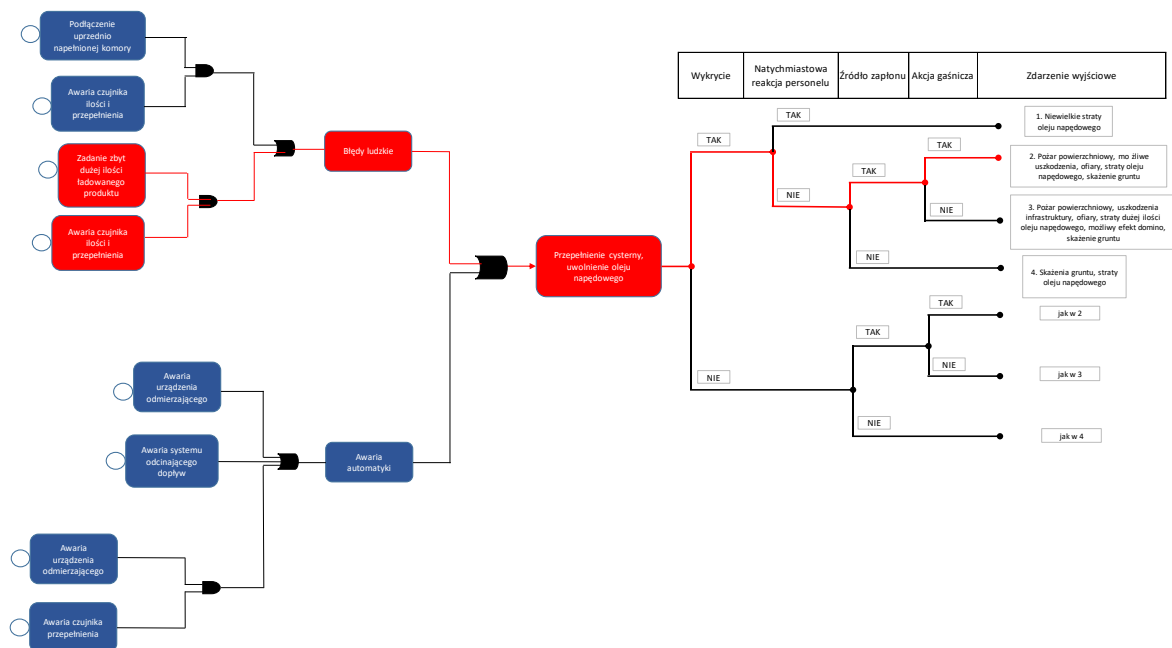 Podłączenie
uprzednio
napełnionej komory
Awaria czujnika
ilości i
przepełnienia
Zadanie zbyt
dużej ilości
ładowanego
produktu
Awaria czujnika
ilości i
przepełnienia
Błędy ludzkie
Awaria
urządzenia
odmierzającego
Awaria systemu
odcinającego
dopływ
Awaria
automatyki
Awaria
urządzenia
odmierzającego
Awaria czujnika
przepełnienia
Przepełnienie cysterny,
uwolnienie oleju
napędowego
Wykrycie
Natychmiastowa
reakcja personelu
Źródło zapłonu
Akcja gaśnicza
Zdarzenie wyjściowe
TAK
TAK
NIE
TAK
NIE
TAK
NIE
NIE
TAK
NIE
TAK
NIE
1. Niewielkie straty
oleju napędowego
2. Pożar powierzchniowy, mo żliwe
uszkodzenia, ofiary, straty oleju
napędowego, skażenie gruntu
3. Pożar powierzchniowy, uszkodzenia
infrastruktury, ofiary, straty dużej ilości
oleju napędowego, możliwy efekt domino,
skażenie gruntu
4. Skażenia gruntu, straty
oleju napędowego
jak w 2
jak w 3
jak w 4